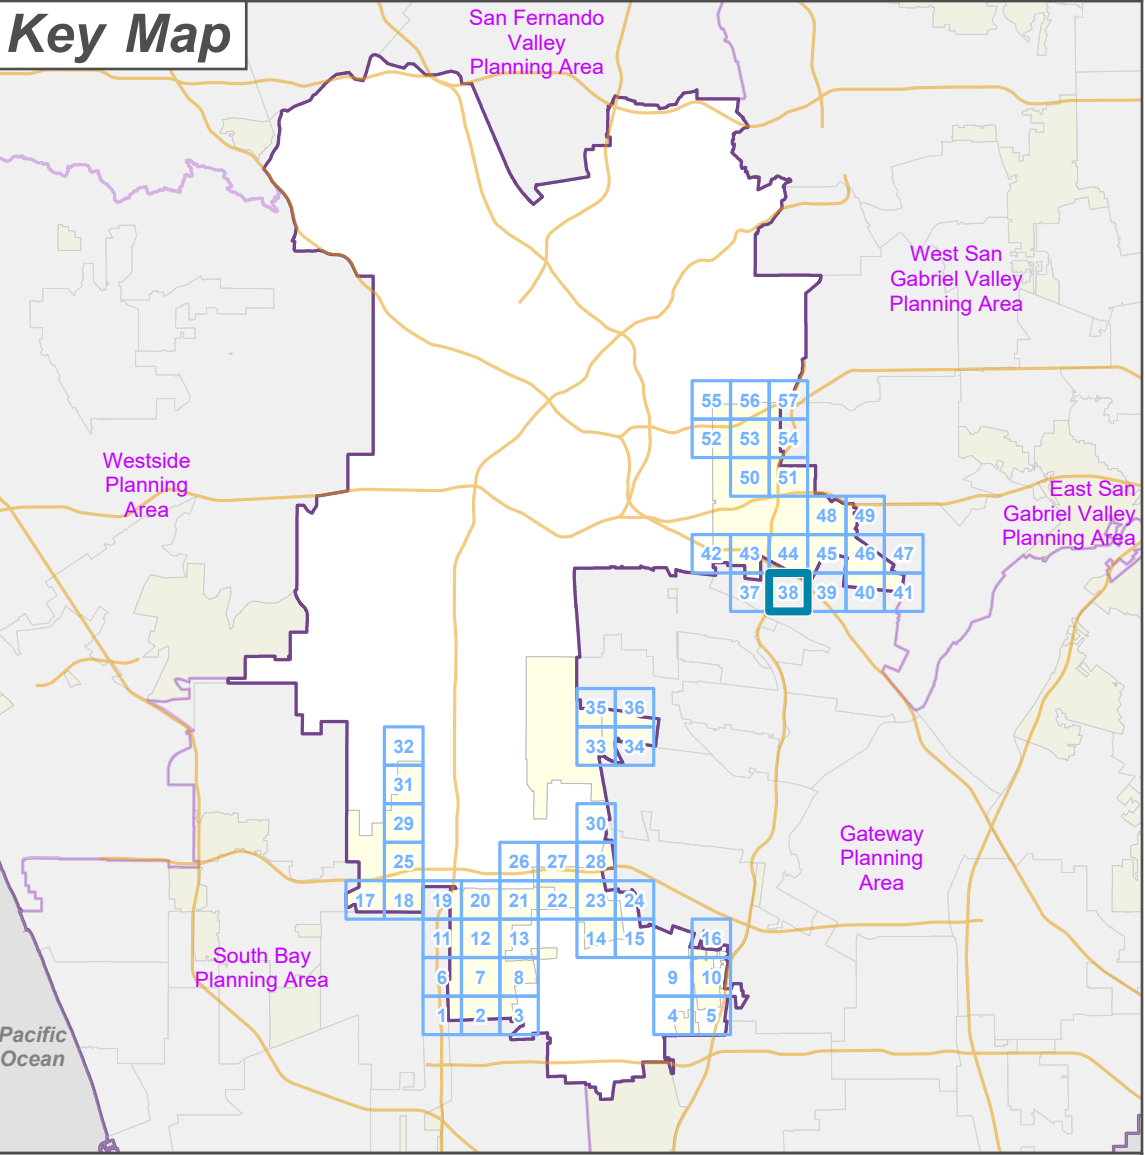 Key Map
San Fernando
Valley
Planning Area
West San
Gabriel Valley
Planning Area
55 56 57
52 53 54
Westside
Planning
Area
50 51
East San
Gabriel Valley
Planning Area
48 49
42 43 44 45 46 47
37 38 39 40 41
35 36
33 34
32
31
29
30
Gateway
Planning
Area
25 26 27 28
17 18 19 20 21 22 23 24
11 12 13 14 15 16
South Bay
Planning Area
6 7 8 9 10
1 2 3 4 5
Pacific
Ocean